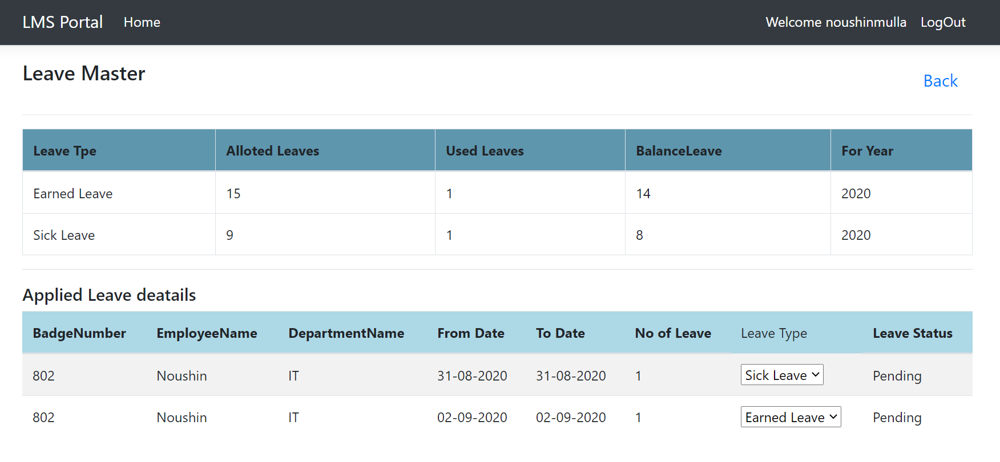 LMS Portal Home Welcome noushinmulla LogOut
Leave Master
Back
Leave Tpe Alloted Leaves Used Leaves BalanceLeave For Year
Earned Leave 15 1 14 2020
Sick Leave 9 1 8 2020
Applied Leave deatails
BadgeNumber EmployeeName DepartmentName From Date To Date No of Leave Leave Type Leave Status
802 Noushin IT 31-08-2020 31-08-2020 1 Sick Leave Pending
802 Noushin IT 02-09-2020 02-09-2020 1 Earned Leave Pending